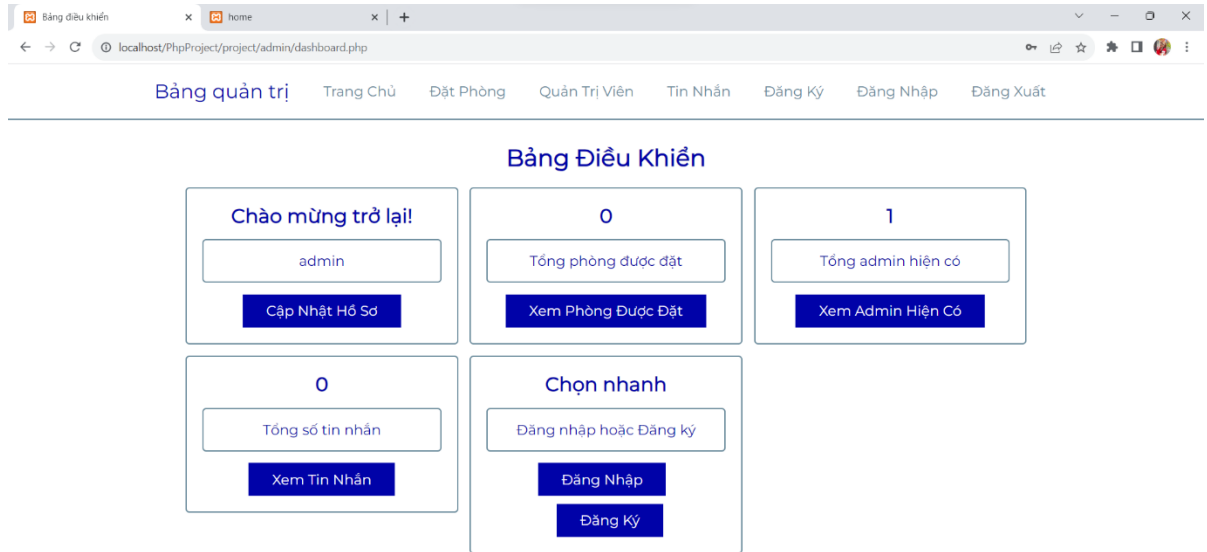 Bảng điều khiển
home
localhost/PhpProject/project/admin/dashboard.php
Bảng quản trị Trang Chủ Đặt Phòng Quản Trị Viên Tin Nhắn Đăng Ký Đăng Nhập Đăng Xuất
Bảng Điều Khiển
Chào mừng trở lại!
admin
Cập Nhật Hồ Sơ
0
Tổng phòng được đặt
Xem Phòng Được Đặt
1
Tổng admin hiện có
Xem Admin Hiện Có
0
Tổng số tin nhắn
Xem Tin Nhắn
Chọn nhanh
Đăng nhập hoặc Đăng ký
Đăng Nhập
Đăng Ký